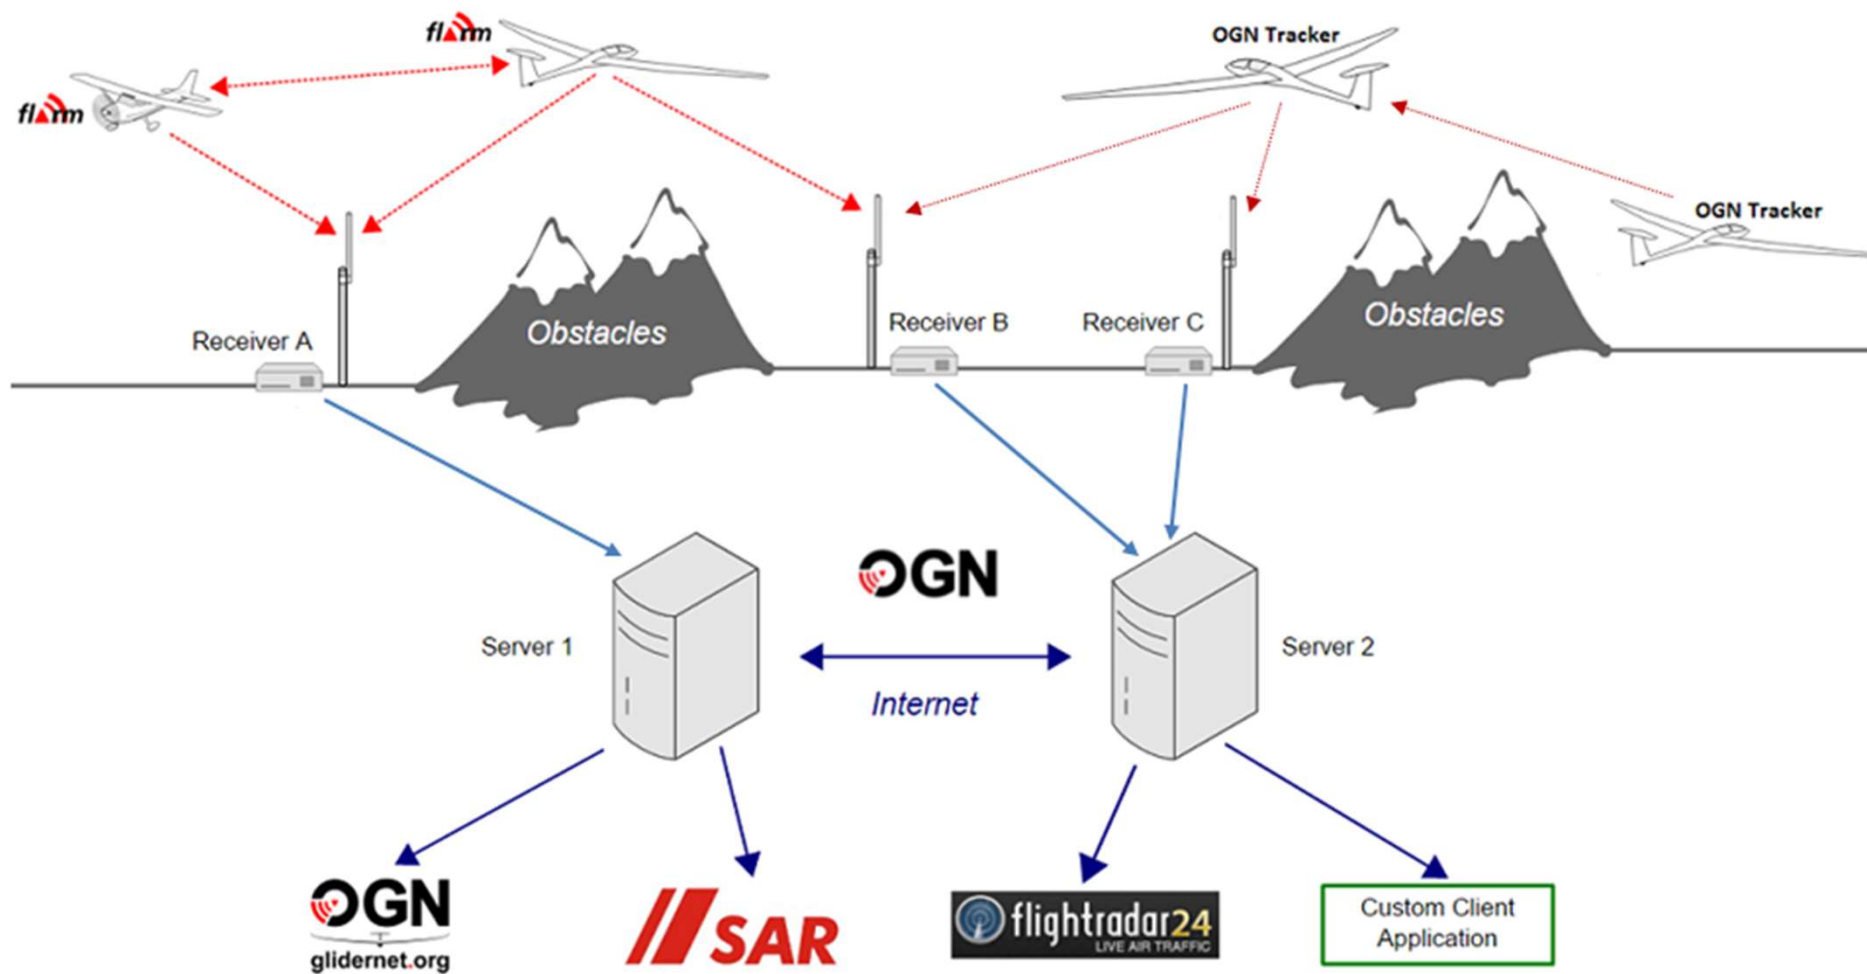 flarm
OGN Tracker
flarm
OGN Tracker
Obstacles
Obstacles
Receiver B
Receiver C
Receiver A
OGN
Server 1
Server 2
Internet
OGN
glidernet.org
SAR
flightradar24
LIVE AIR TRAFFIC
Custom Client
Application